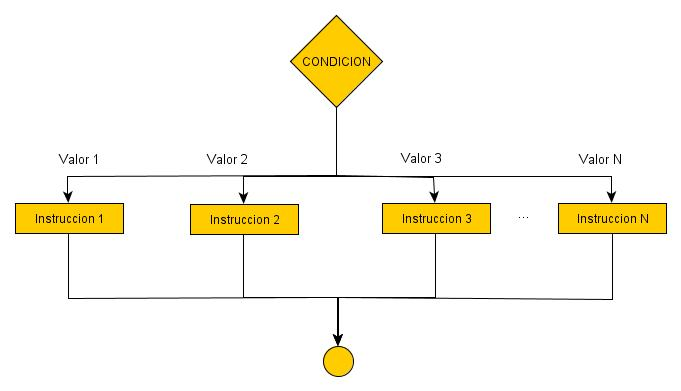 CONDICION
Valor 1
Valor 2
Valor 3
Valor N
Instruccion 1
Instruccion 2
Instruccion 3
...
Instruccion N